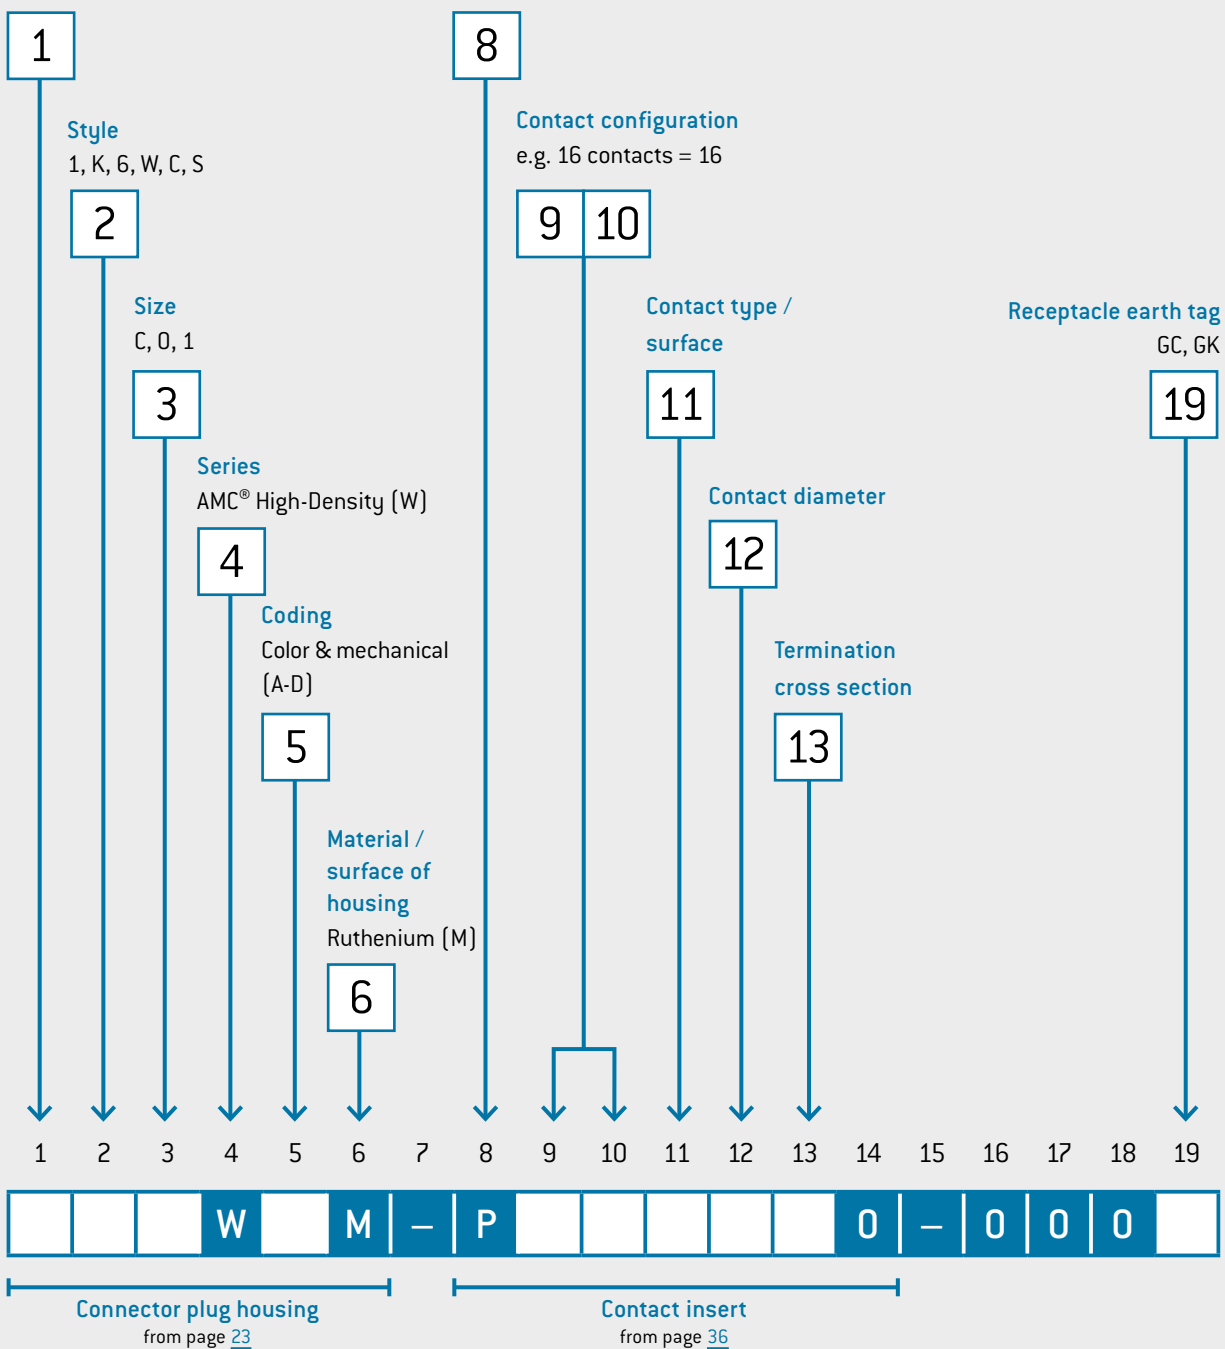 1
8
Style
1, K, 6, W, C, S
2
Contact configuration
e.g. 16 contacts = 16
9 10
Size
C, 0, 1
3
Contact type /
surface
11
Receptacle earth tag
GC, GK
19
Series
AMC® High-Density (W)
4
Contact diameter
12
Coding
Color & mechanical
(A-D)
5
Termination
cross section
13
Material /
surface of
housing
Ruthenium (M)
6
1 2 3 4 5 6 7 8 9 10 11 12 13 14 15 16 17 18 19
W M – P 0 – 0 0 0
Connector plug housing
from page 23
Contact insert
from page 36